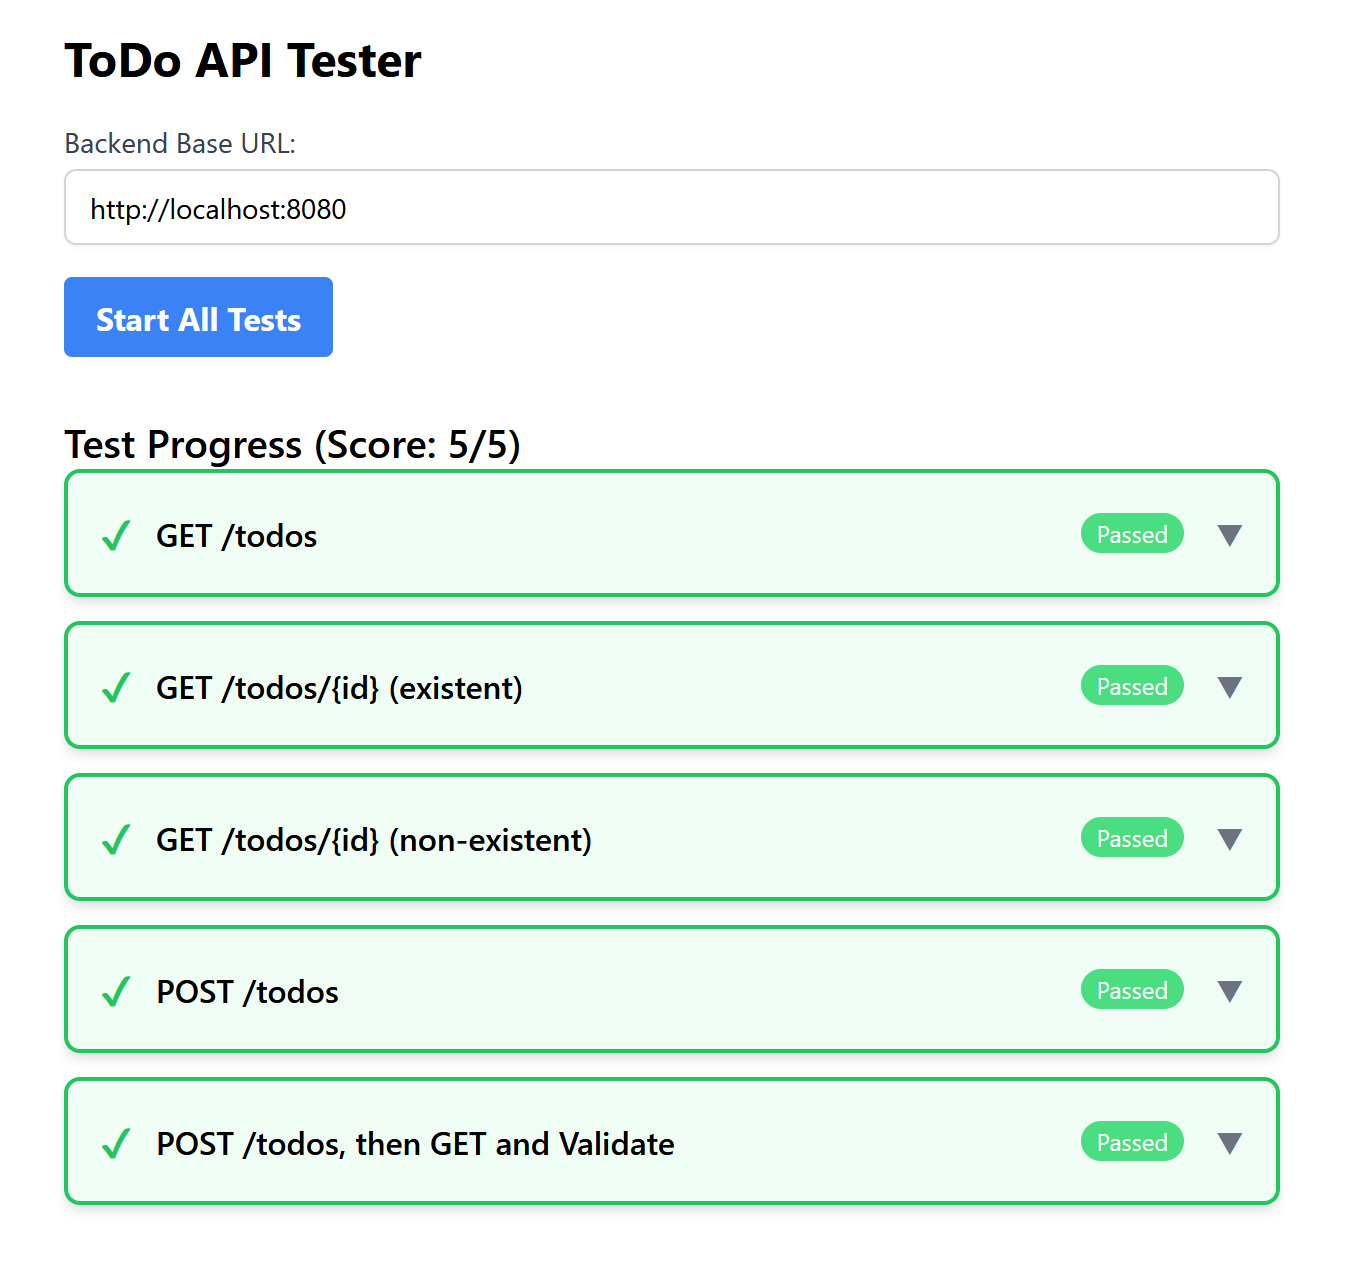 ToDo API Tester
Backend Base URL:
http://localhost:8080
Start All Tests
Test Progress (Score: 5/5)
✓ GET /todos Passed ▼
✓ GET /todos/{id} (existent) Passed ▼
✓ GET /todos/{id} (non-existent) Passed ▼
✓ POST /todos Passed ▼
✓ POST /todos, then GET and Validate Passed ▼